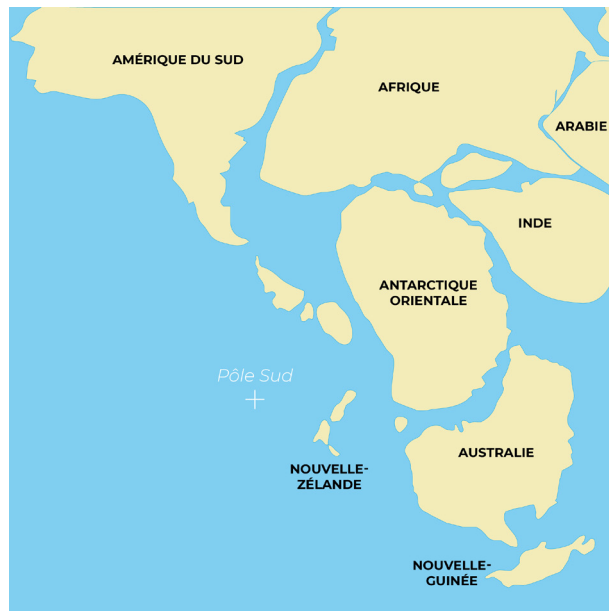 AMÉRIQUE DU SUD
AFRIQUE
ARABIE
INDE
ANTARCTIQUE
ORIENTALE
Pôle Sud
AUSTRALIE
NOUVELLE-
ZÉLANDE
NOUVELLE-
GUINÉE